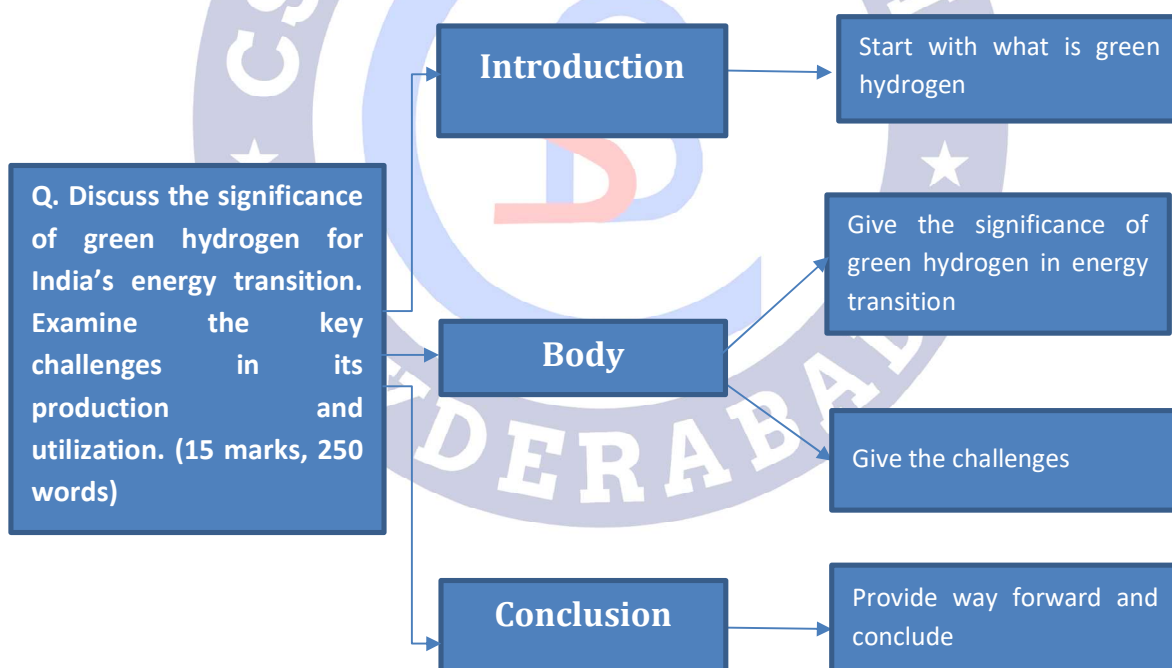 Q. Discuss the significance
of green hydrogen for
India’s energy transition.
Examine the key
challenges in its
production and
utilization. (15 marks, 250
words)
Introduction
Start with what is green
hydrogen
Body
Give the significance of
green hydrogen in energy
transition
Give the challenges
Conclusion
Provide way forward and
conclude